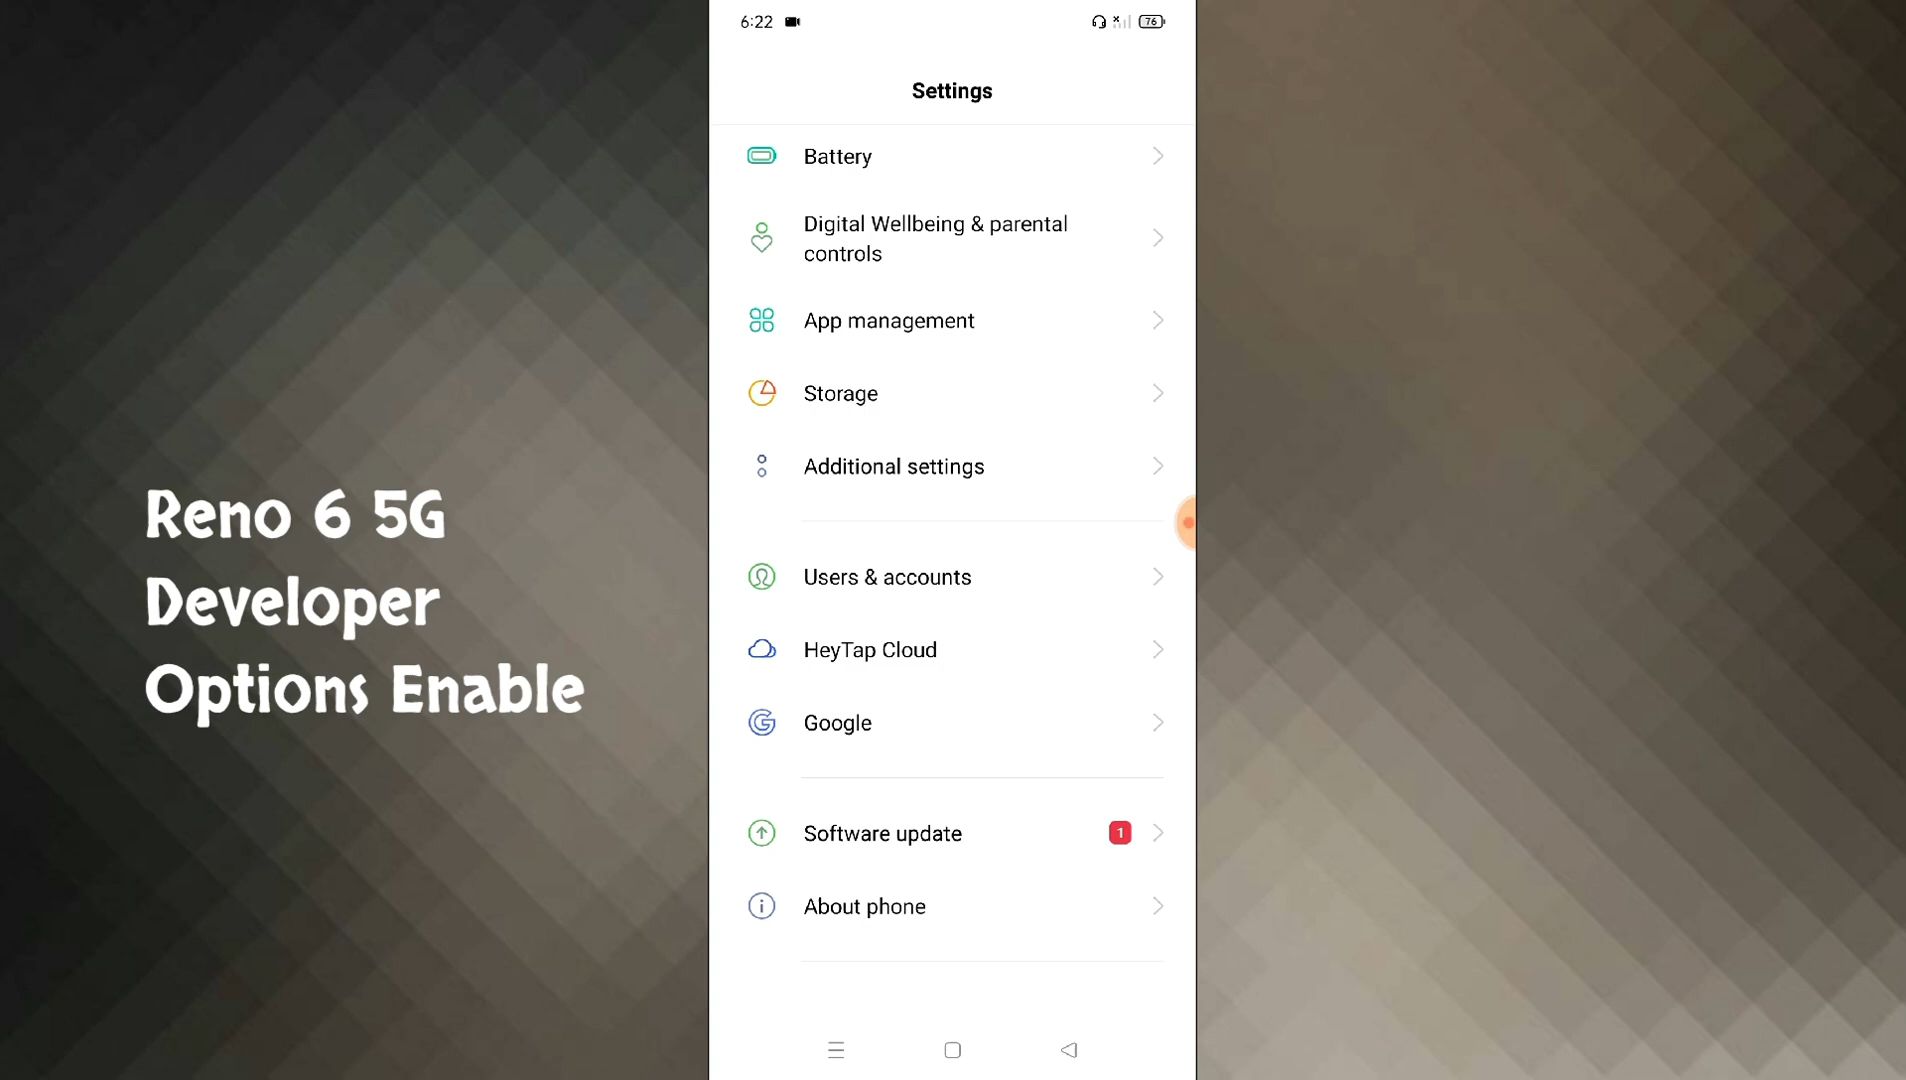 6:22
76
Settings
Battery
Digital Wellbeing & parental
controls
App management
Storage
Additional settings
Users & accounts
HeyTap Cloud
Google
Software update 1
About phone
Reno 6 5G
Developer
Options Enable